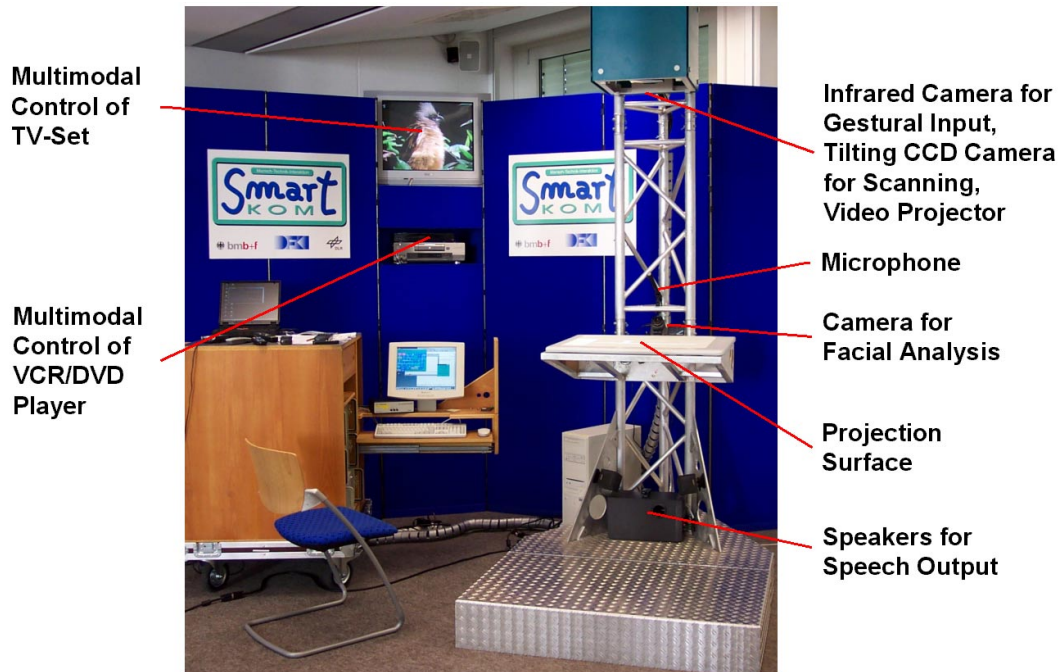 Multimodal
Control of
TV-Set
Multimodal
Control of
VCR/DVD
Player
Smart
KOM
bmb+f
DFKI
DLR
Smart
KOM
bmb+f
DFKI
Infrared Camera for
Gestural Input,
Tilting CCD Camera
for Scanning,
Video Projector
Microphone
Camera for
Facial Analysis
Projection
Surface
Speakers for
Speech Output